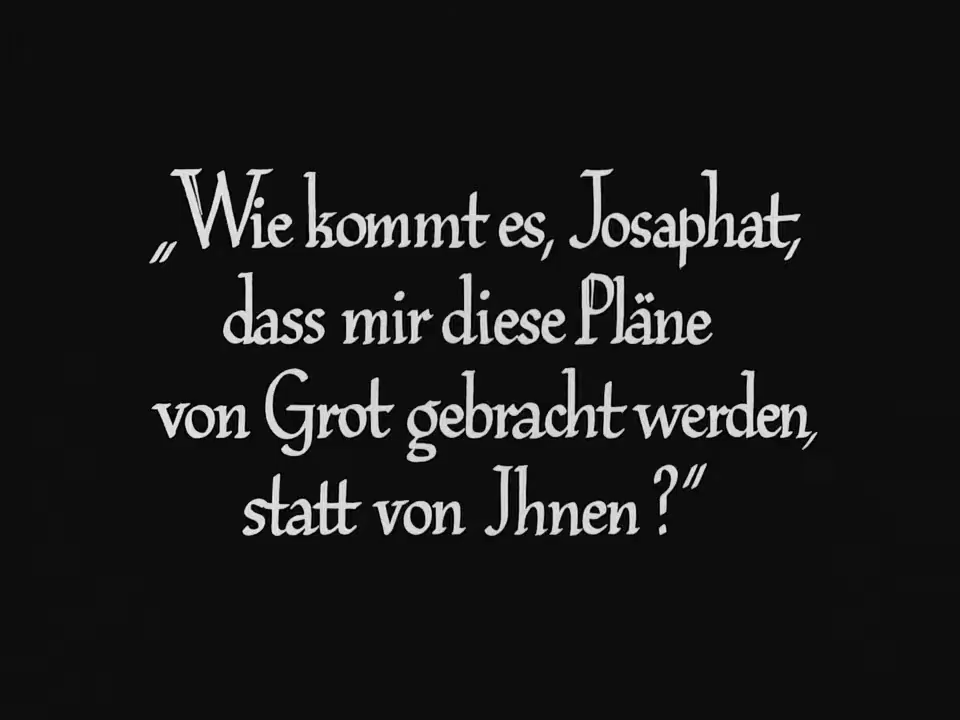 „Wie kommt es, Josaphat,
dass mir diese Pläne
von Grot gebracht werden,
statt von Jhnen?“